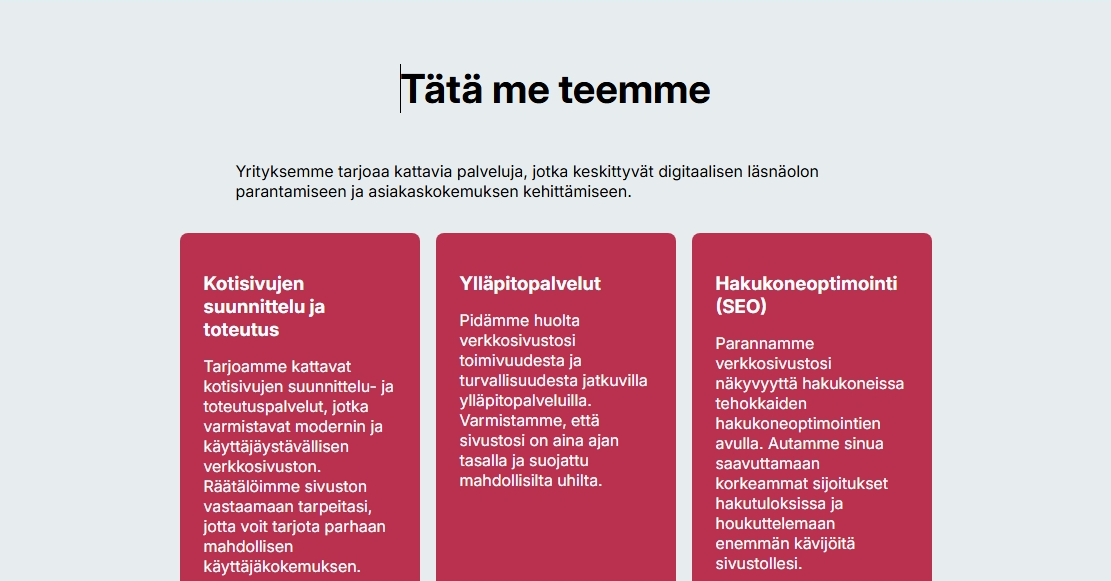 Tätä me teemme
Yrityksemme tarjoaa kattavia palveluja, jotka keskittyvät digitaalisen läsnäolon
parantamiseen ja asiakaskokemuksen kehittämiseen.
Kotisivujen
suunnittelu ja
toteutus
Tarjoamme kattavat
kotisivujen suunnittelu- ja
toteutuspalvelut, jotka
varmistavat modernin ja
käyttäjäystävällisen
verkkosivuston.
Räätälöimme sivuston
vastaamaan tarpeitasi,
jotta voit tarjota parhaan
mahdollisen
käyttäjäkokemuksen.
Ylläpitopalvelut
Pidämme huolta
verkkosivustosi
toimivuudesta ja
turvallisuudesta jatkuvilla
ylläpitopalveluilla.
Varmistamme, että
sivustosi on aina ajan
tasalla ja suojattu
mahdollisilta uhilta.
Hakukoneoptimointi
(SEO)
Parannamme
verkkosivustosi
näkyvyyttä hakukoneissa
tehokkaiden
hakukoneoptimointien
avulla. Autamme sinua
saavuttamaan
korkeammat sijoitukset
hakutuloksissa ja
houkuttelemaan
enemmän kävijöitä
sivustollesi.